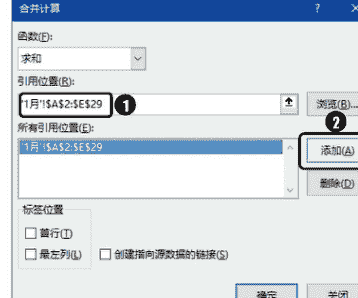 合并计算 ? ×
函数(F):
求和
引用位置(R):
'1月'!$A$2:$E$29 1 浏览(B)...
所有引用位置(E): 2
'1月'!$A$2:$E$29 添加(A)
删除(D)
标签位置
首行(T)
最左列(L) 创建指向源数据的链接(S)
确定 关闭